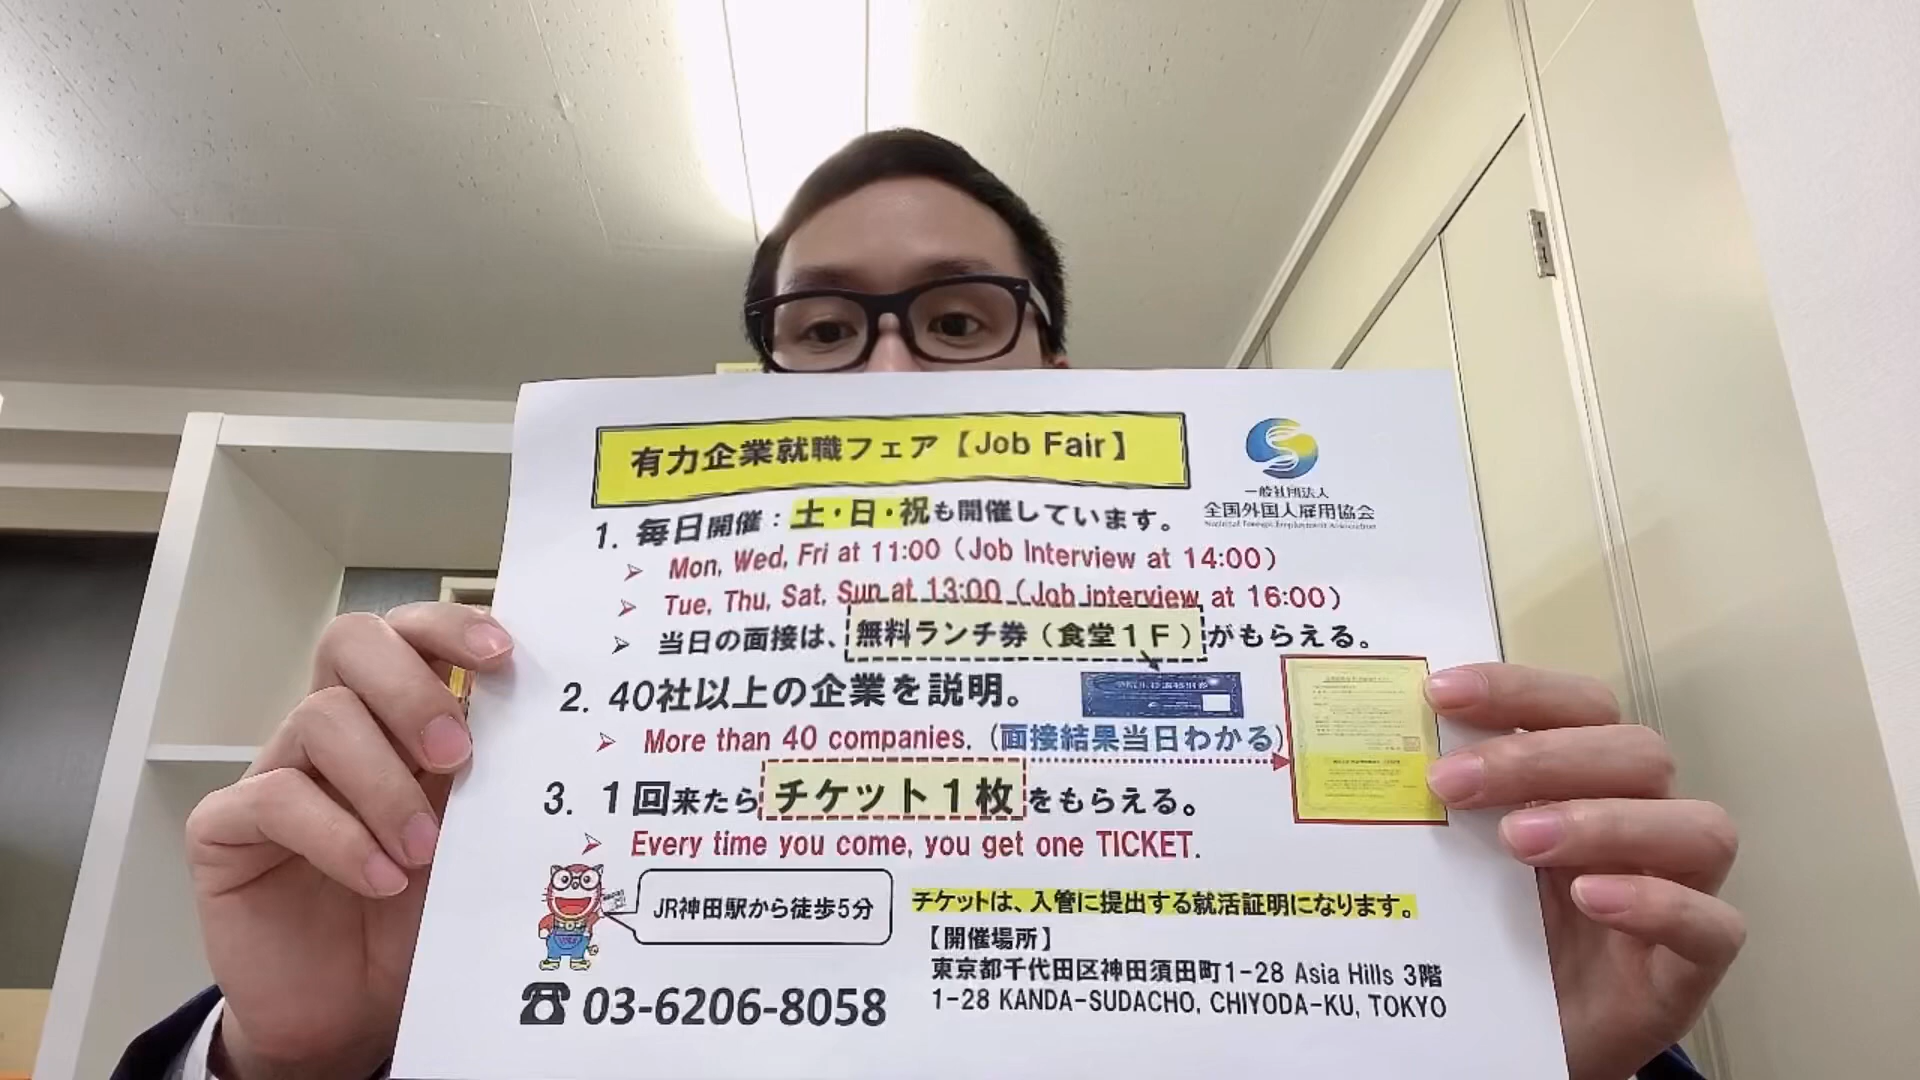 有力企業就職フェア【Job Fair】
一般社団法人
全国外国人雇用協会
National Foreign Employment Association
1. 毎日開催：土・日・祝も開催しています。
➢ Mon, Wed, Fri at 11:00 (Job Interview at 14:00)
➢ Tue, Thu, Sat, Sun at 13:00 (Job interview at 16:00)
➢ 当日の面接は、無料ランチ券（食堂１Ｆ）がもらえる。
2. 40社以上の企業を説明。
➢ More than 40 companies. (面接結果当日わかる)
3. １回来たらチケット１枚をもらえる。
➢ Every time you come, you get one TICKET.
JR神田駅から徒歩5分
チケットは、入管に提出する就活証明になります。
【開催場所】
東京都千代田区神田須田町1-28 Asia Hills 3階
1-28 KANDA-SUDACHO, CHIYODA-KU, TOKYO
☎ 03-6206-8058